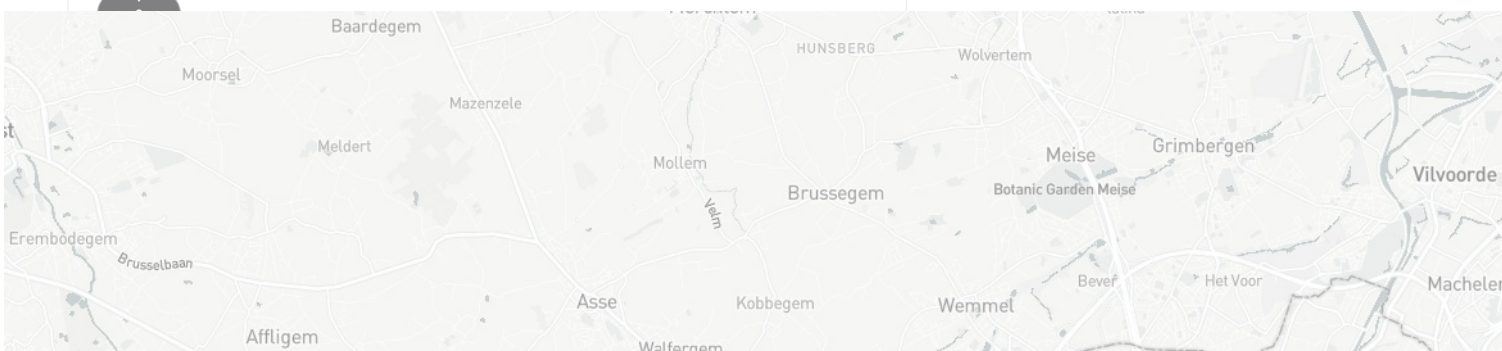 Baardegem
HUNSBERG
Wolvertem
Moorsel
Mazenzele
st
Meldert
Mollem
Meise
Grimbergen
Vilvoorde
Botanic Garden Meise
Brussegem
Velm
Erembodegem
Brusselbaan
Bever
Het Voor
Machelen
Asse
Kobbegem
Wemmel
Affligem
Walfergem